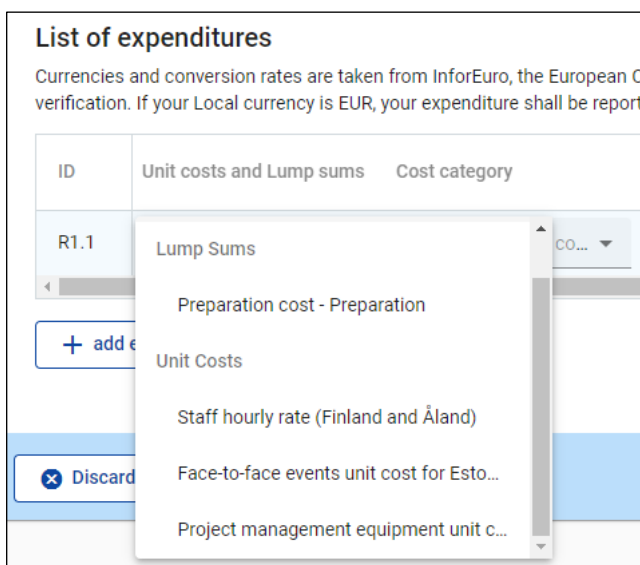 List of expenditures
Currencies and conversion rates are taken from InforEuro, the European C
verification. If your Local currency is EUR, your expenditure shall be report
ID Unit costs and Lump sums Cost category
R1.1 co...
Lump Sums
Preparation cost - Preparation
+ add e
Unit Costs
Staff hourly rate (Finland and Åland)
Discard
Face-to-face events unit cost for Esto...
Project management equipment unit c...